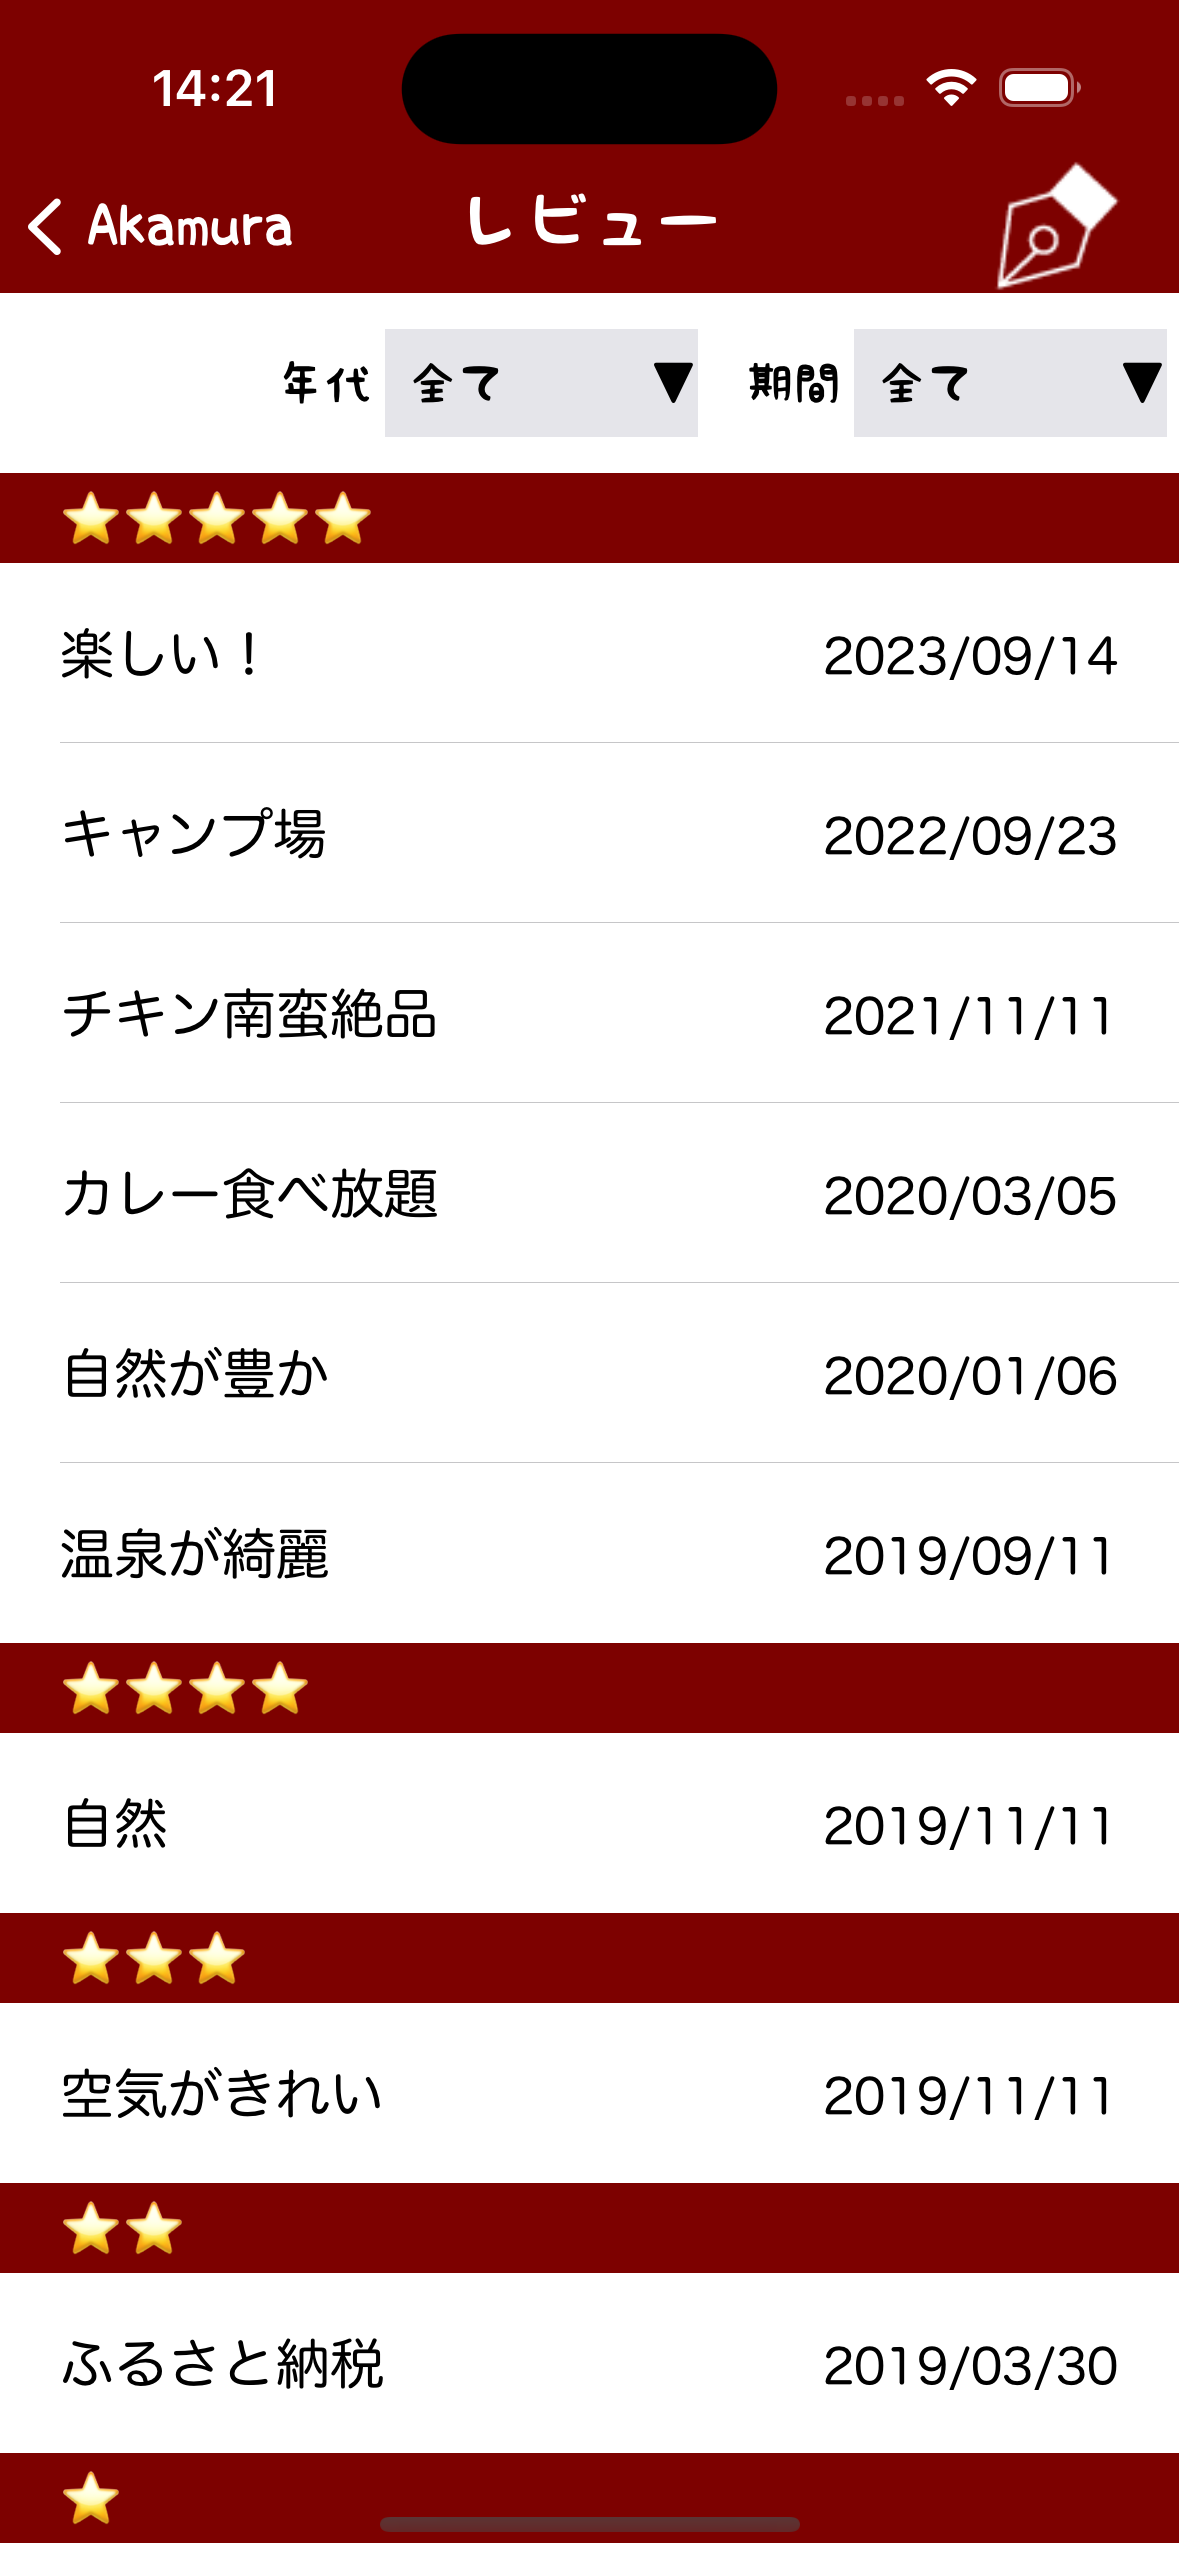 14:21
Akamura レビュー
年代 全て ▼ 期間 全て ▼
⭐⭐⭐⭐⭐
楽しい！ 2023/09/14
キャンプ場 2022/09/23
チキン南蛮絶品 2021/11/11
カレー食べ放題 2020/03/05
自然が豊か 2020/01/06
温泉が綺麗 2019/09/11
⭐⭐⭐⭐
自然 2019/11/11
⭐⭐⭐
空気がきれい 2019/11/11
⭐⭐
ふるさと納税 2019/03/30
⭐